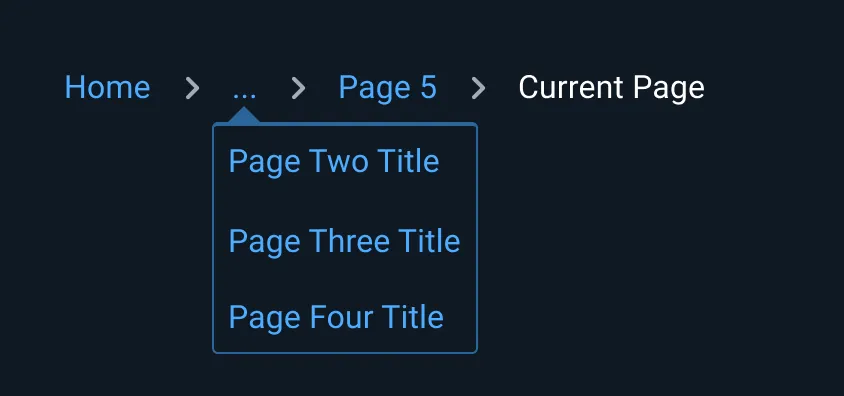 Home > ... > Page 5 > Current Page
Page Two Title
Page Three Title
Page Four Title